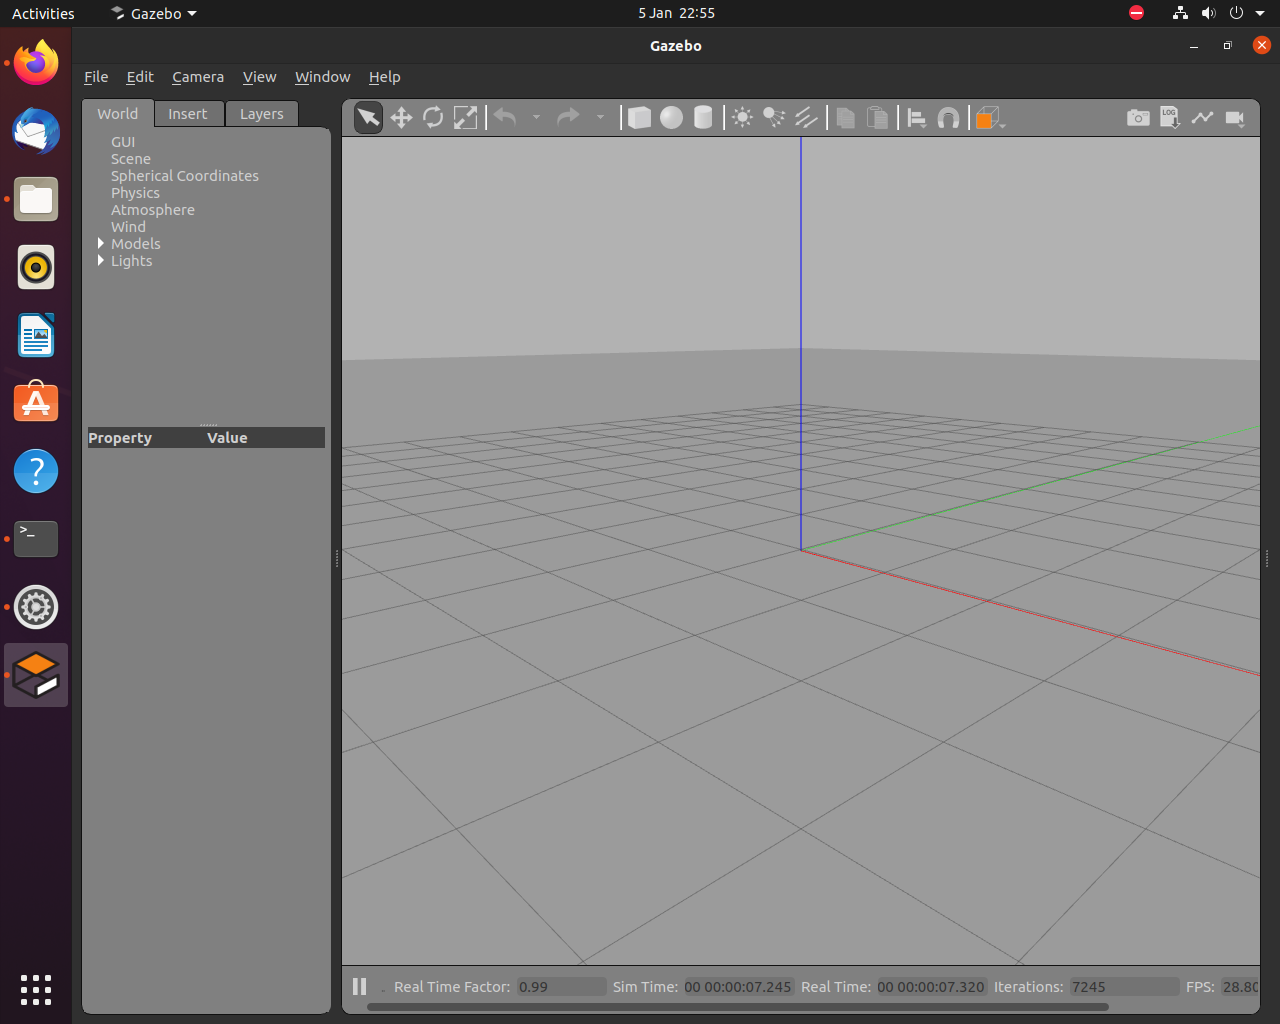 Activities
Gazebo
5 Jan 22:55
Gazebo
File Edit Camera View Window Help
World Insert Layers
LOG
GUI
Scene
Spherical Coordinates
Physics
Atmosphere
Wind
Models
Lights
Property Value
?
>_
Real Time Factor: 0.99 Sim Time: 00 00:00:07.245 Real Time: 00 00:00:07.320 Iterations: 7245 FPS: 28.80